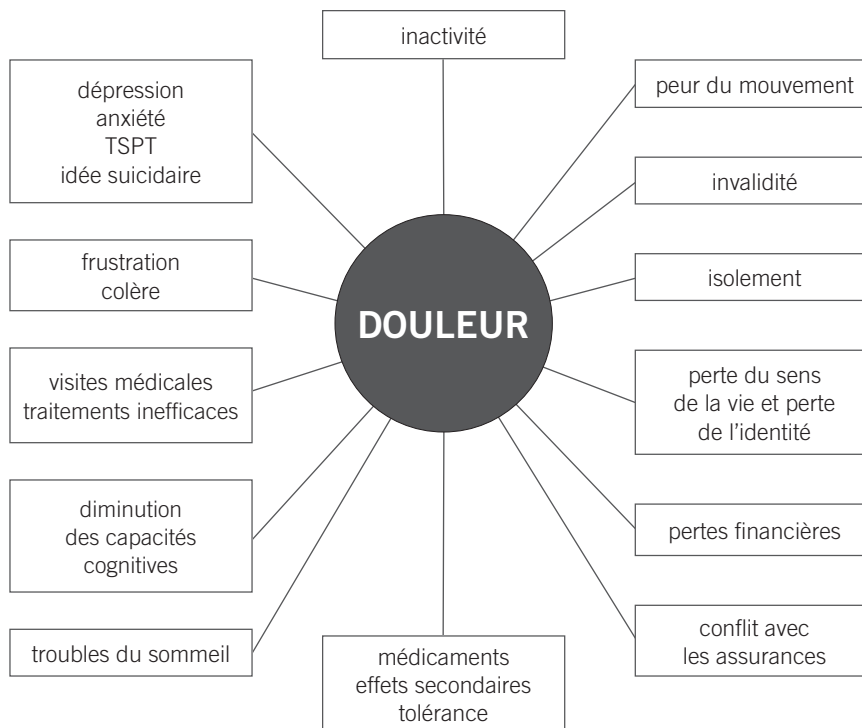 inactivité
dépression
anxiété
TSPT
idée suicidaire
peur du mouvement
invalidité
frustration
colère
isolement
DOULEUR
visites médicales
traitements inefficaces
perte du sens
de la vie et perte
de l’identité
diminution
des capacités
cognitives
pertes financières
troubles du sommeil
médicaments
effets secondaires
tolérance
conflit avec
les assurances